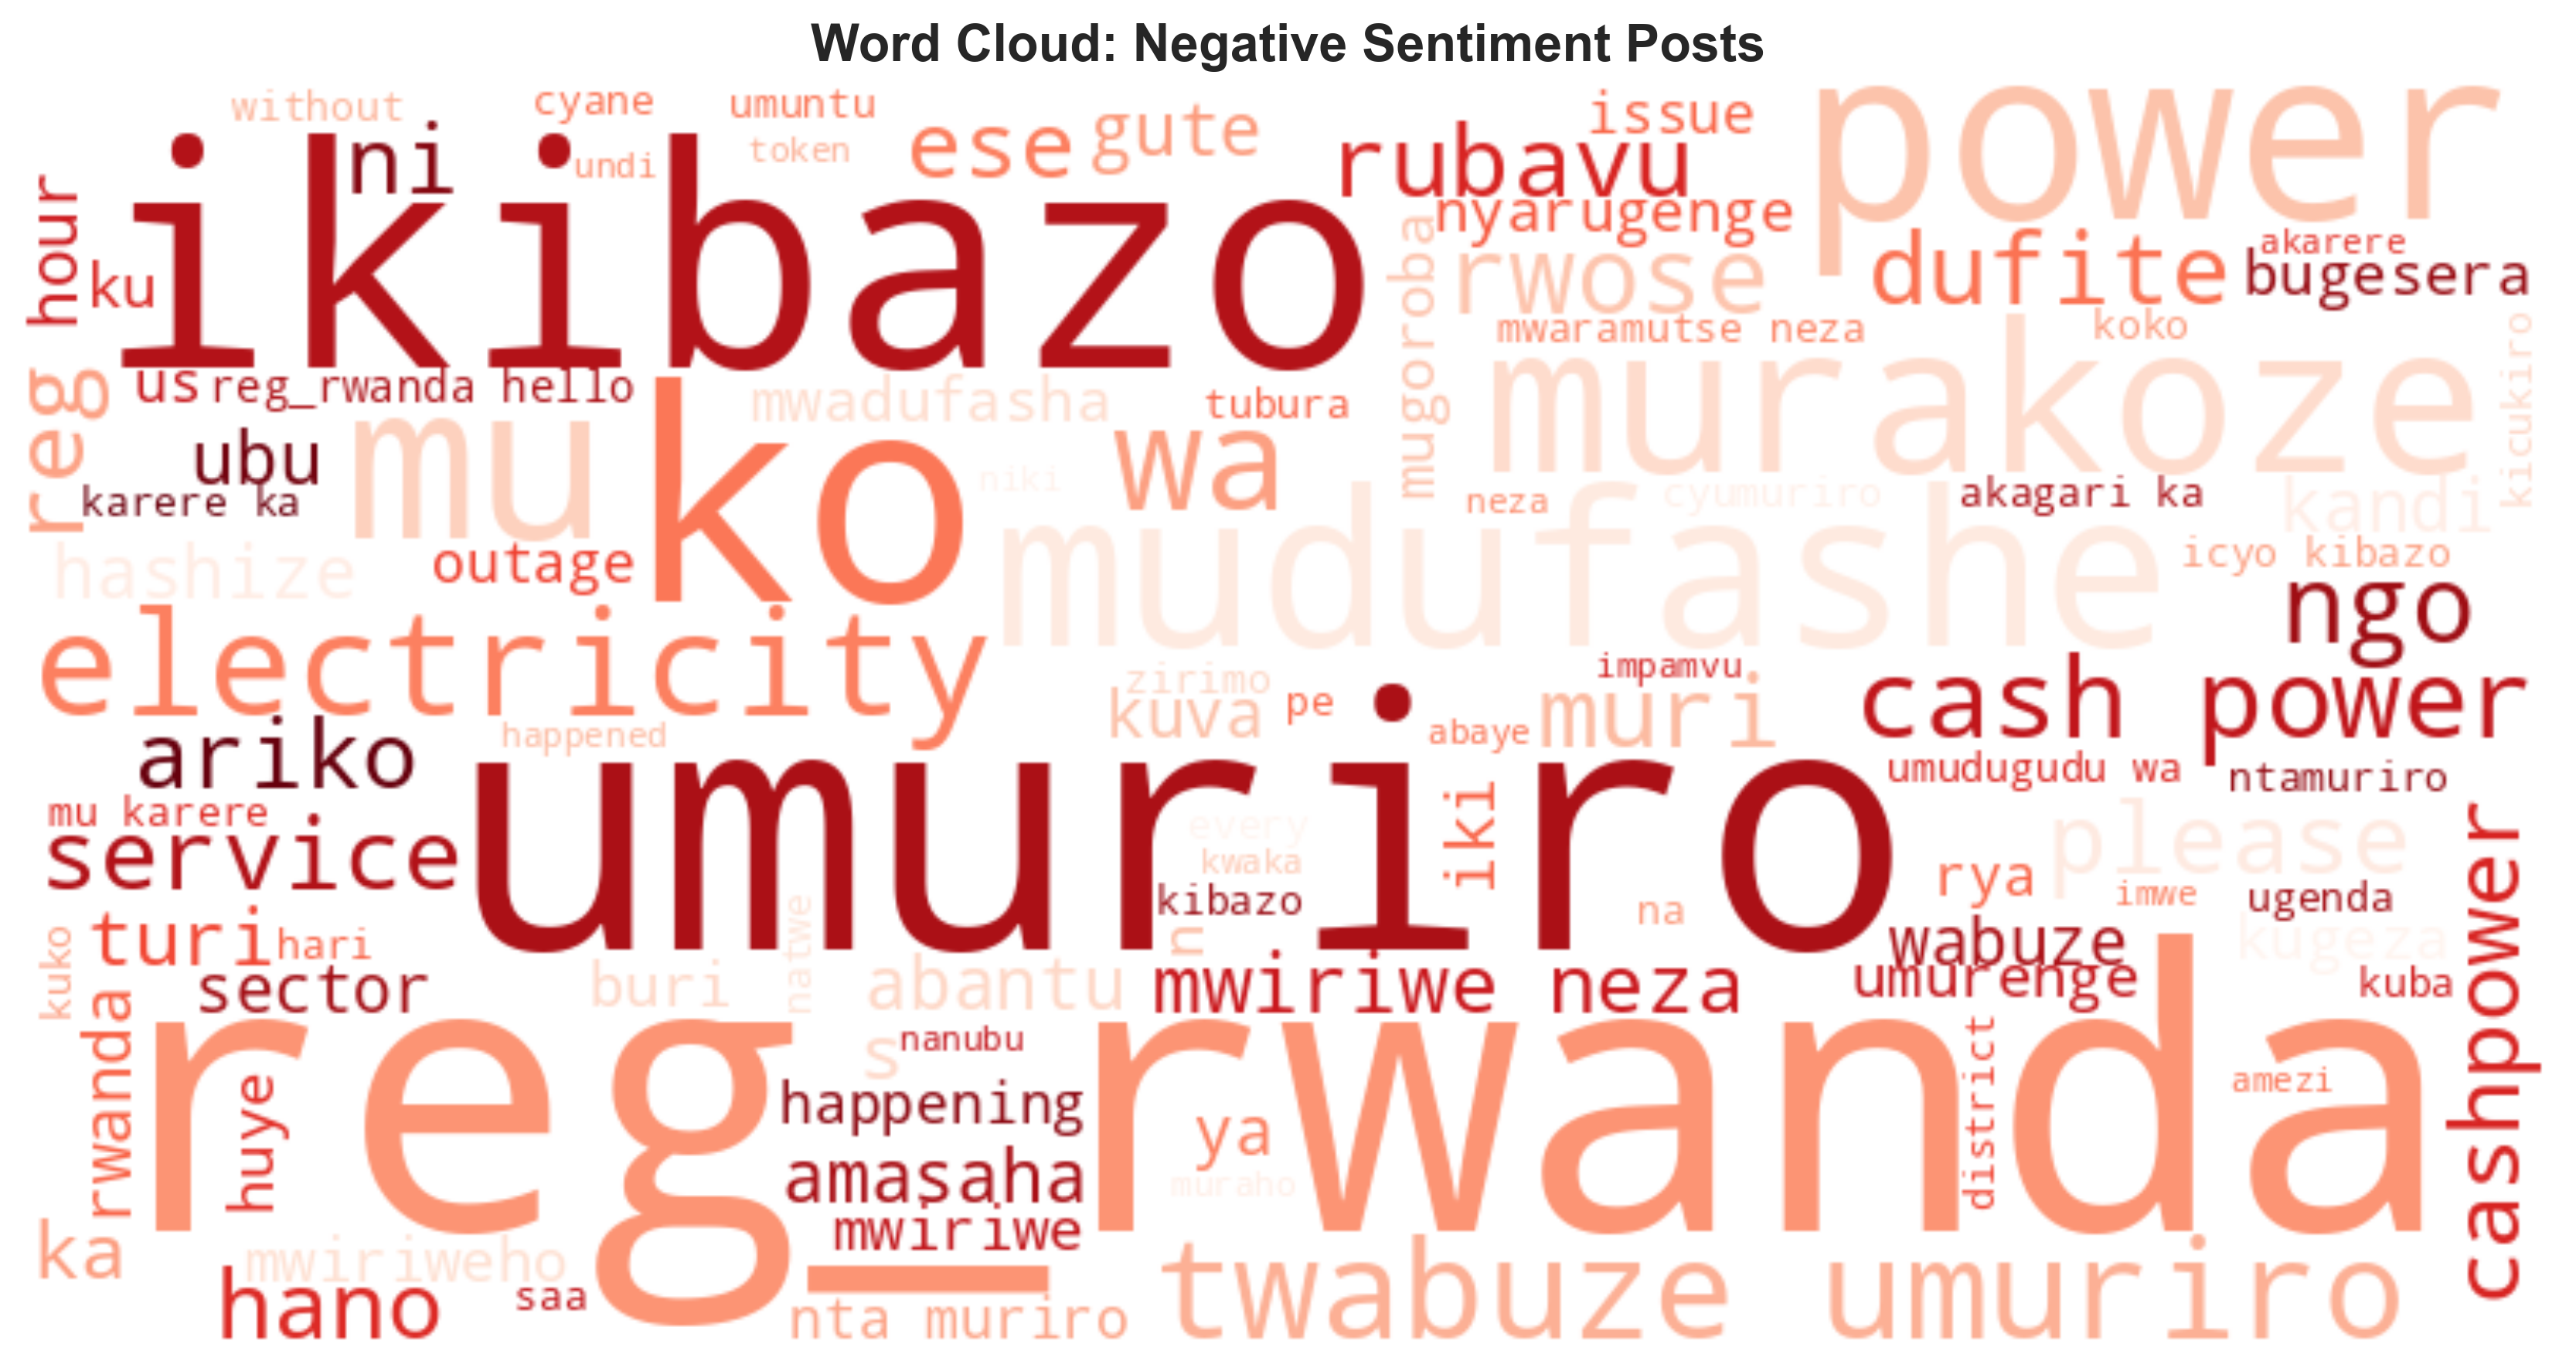 Word Cloud: Negative Sentiment Posts
without
cyane
umuntu
token
undi
ese
gute
issue
power
ikibazo
ni
rubavu
nyarugenge
hour
ku
mugoroba
rwose
dufite
akarere
bugesera
mwaramutse neza
koko
kicukiro
reg
us
reg_rwanda hello
mwadufasha
tubura
murakoze
ubu
mu
ko
wa
niki
neza
cyumuriro
akagari ka
kandi
karere ka
hashize
outage
mudufashe
icyo kibazo
ngo
electricity
happened
zirimo
kuva
pe
impamvu
abaye
muri
cash power
ariko
umuriro
iki
umudugudu wa
ntamuriro
mu karere
service
every
kwaka
kibazo
please
rya
imwe
ugenda
cashpower
na
natwe
n
turi
hari
kuko
wabuze
kugeza
sector
buri
abantu
mwiriwe neza
umurenge
kuba
reg_rwanda
s
nanubu
rwanda
huye
happening
ya
district
amezi
amasaha
muraho
mwiriwe
ka
mwiriweho
hano
saa
nta muriro
twabuze umuriro